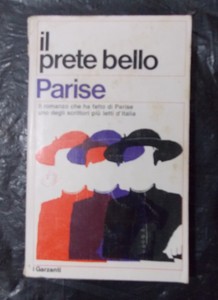 il
prete bello
Parise
il romanzo che ha fatto di Parise
uno degli scrittori più letti d'Italia
i Garzanti